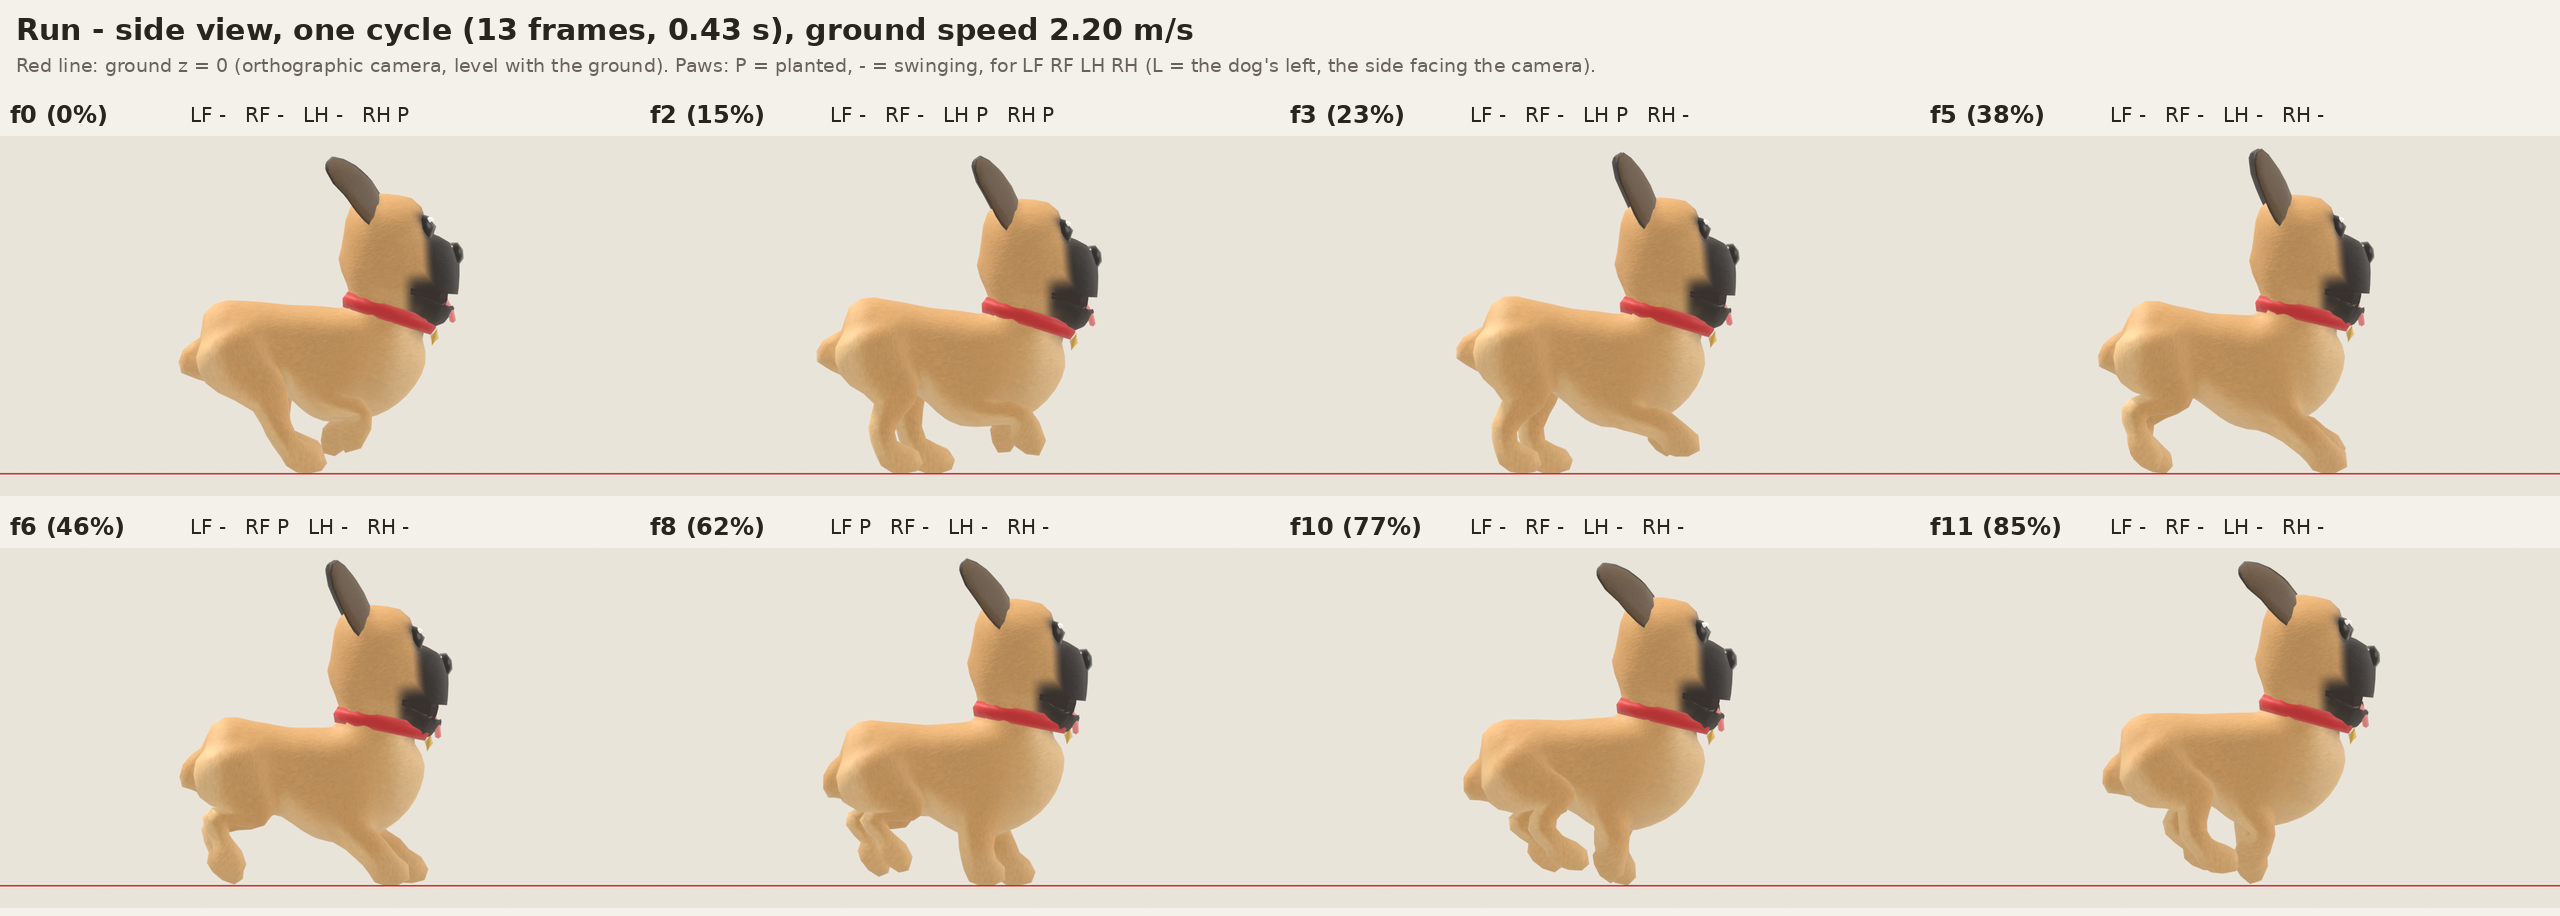 Run - side view, one cycle (13 frames, 0.43 s), ground speed 2.20 m/s
Red line: ground z = 0 (orthographic camera, level with the ground). Paws: P = planted, - = swinging, for LF RF LH RH (L = the dog's left, the side facing the camera).
f0 (0%) LF - RF - LH - RH P
f2 (15%) LF - RF - LH P RH P
f3 (23%) LF - RF - LH P RH -
f5 (38%) LF - RF - LH - RH -
f6 (46%) LF - RF P LH - RH -
f8 (62%) LF P RF - LH - RH -
f10 (77%) LF - RF - LH - RH -
f11 (85%) LF - RF - LH - RH -